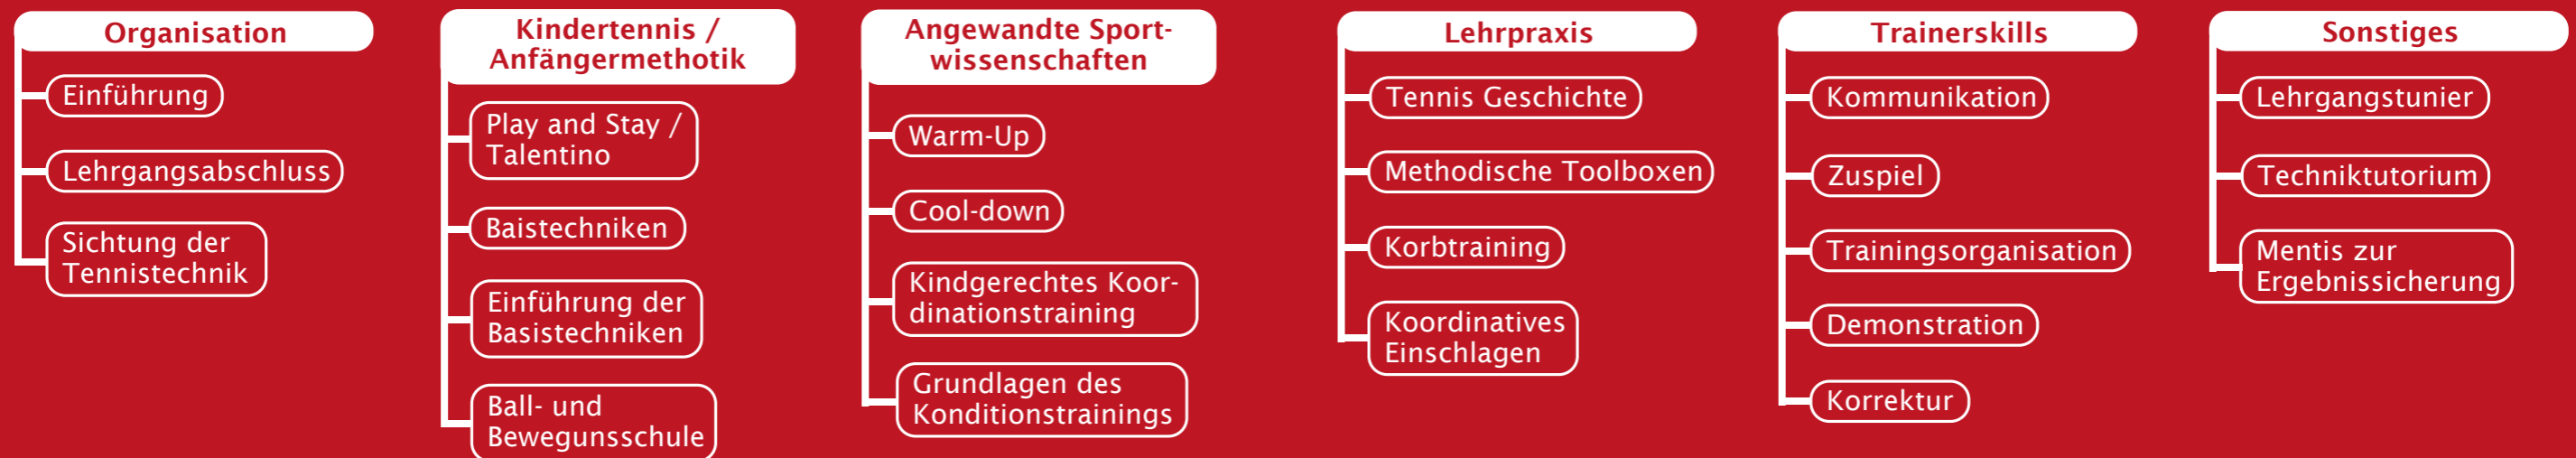 Organisation
Einführung
Lehrgangsabschluss
Sichtung der
Tennistechnik
Kindertennis /
Anfängermethotik
Play and Stay /
Talentino
Baistechniken
Einführung der
Basistechniken
Ball- und
Bewegunsschule
Angewandte Sport-
wissenschaften
Warm-Up
Cool-down
Kindgerechtes Koor-
dinationstraining
Grundlagen des
Konditionstrainings
Lehrpraxis
Tennis Geschichte
Methodische Toolboxen
Korbtraining
Koordinatives
Einschlagen
Trainerskills
Kommunikation
Zuspiel
Trainingsorganisation
Demonstration
Korrektur
Sonstiges
Lehrgangstunier
Techniktutorium
Mentis zur
Ergebnissicherung